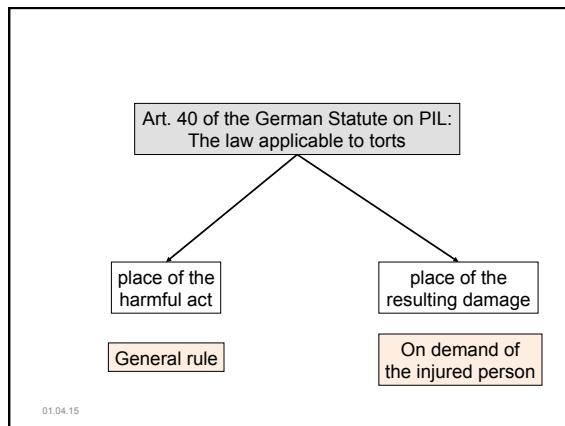 Art. 40 of the German Statute on PIL:
The law applicable to torts
place of the
harmful act
place of the
resulting damage
General rule
On demand of
the injured person
01.04.15